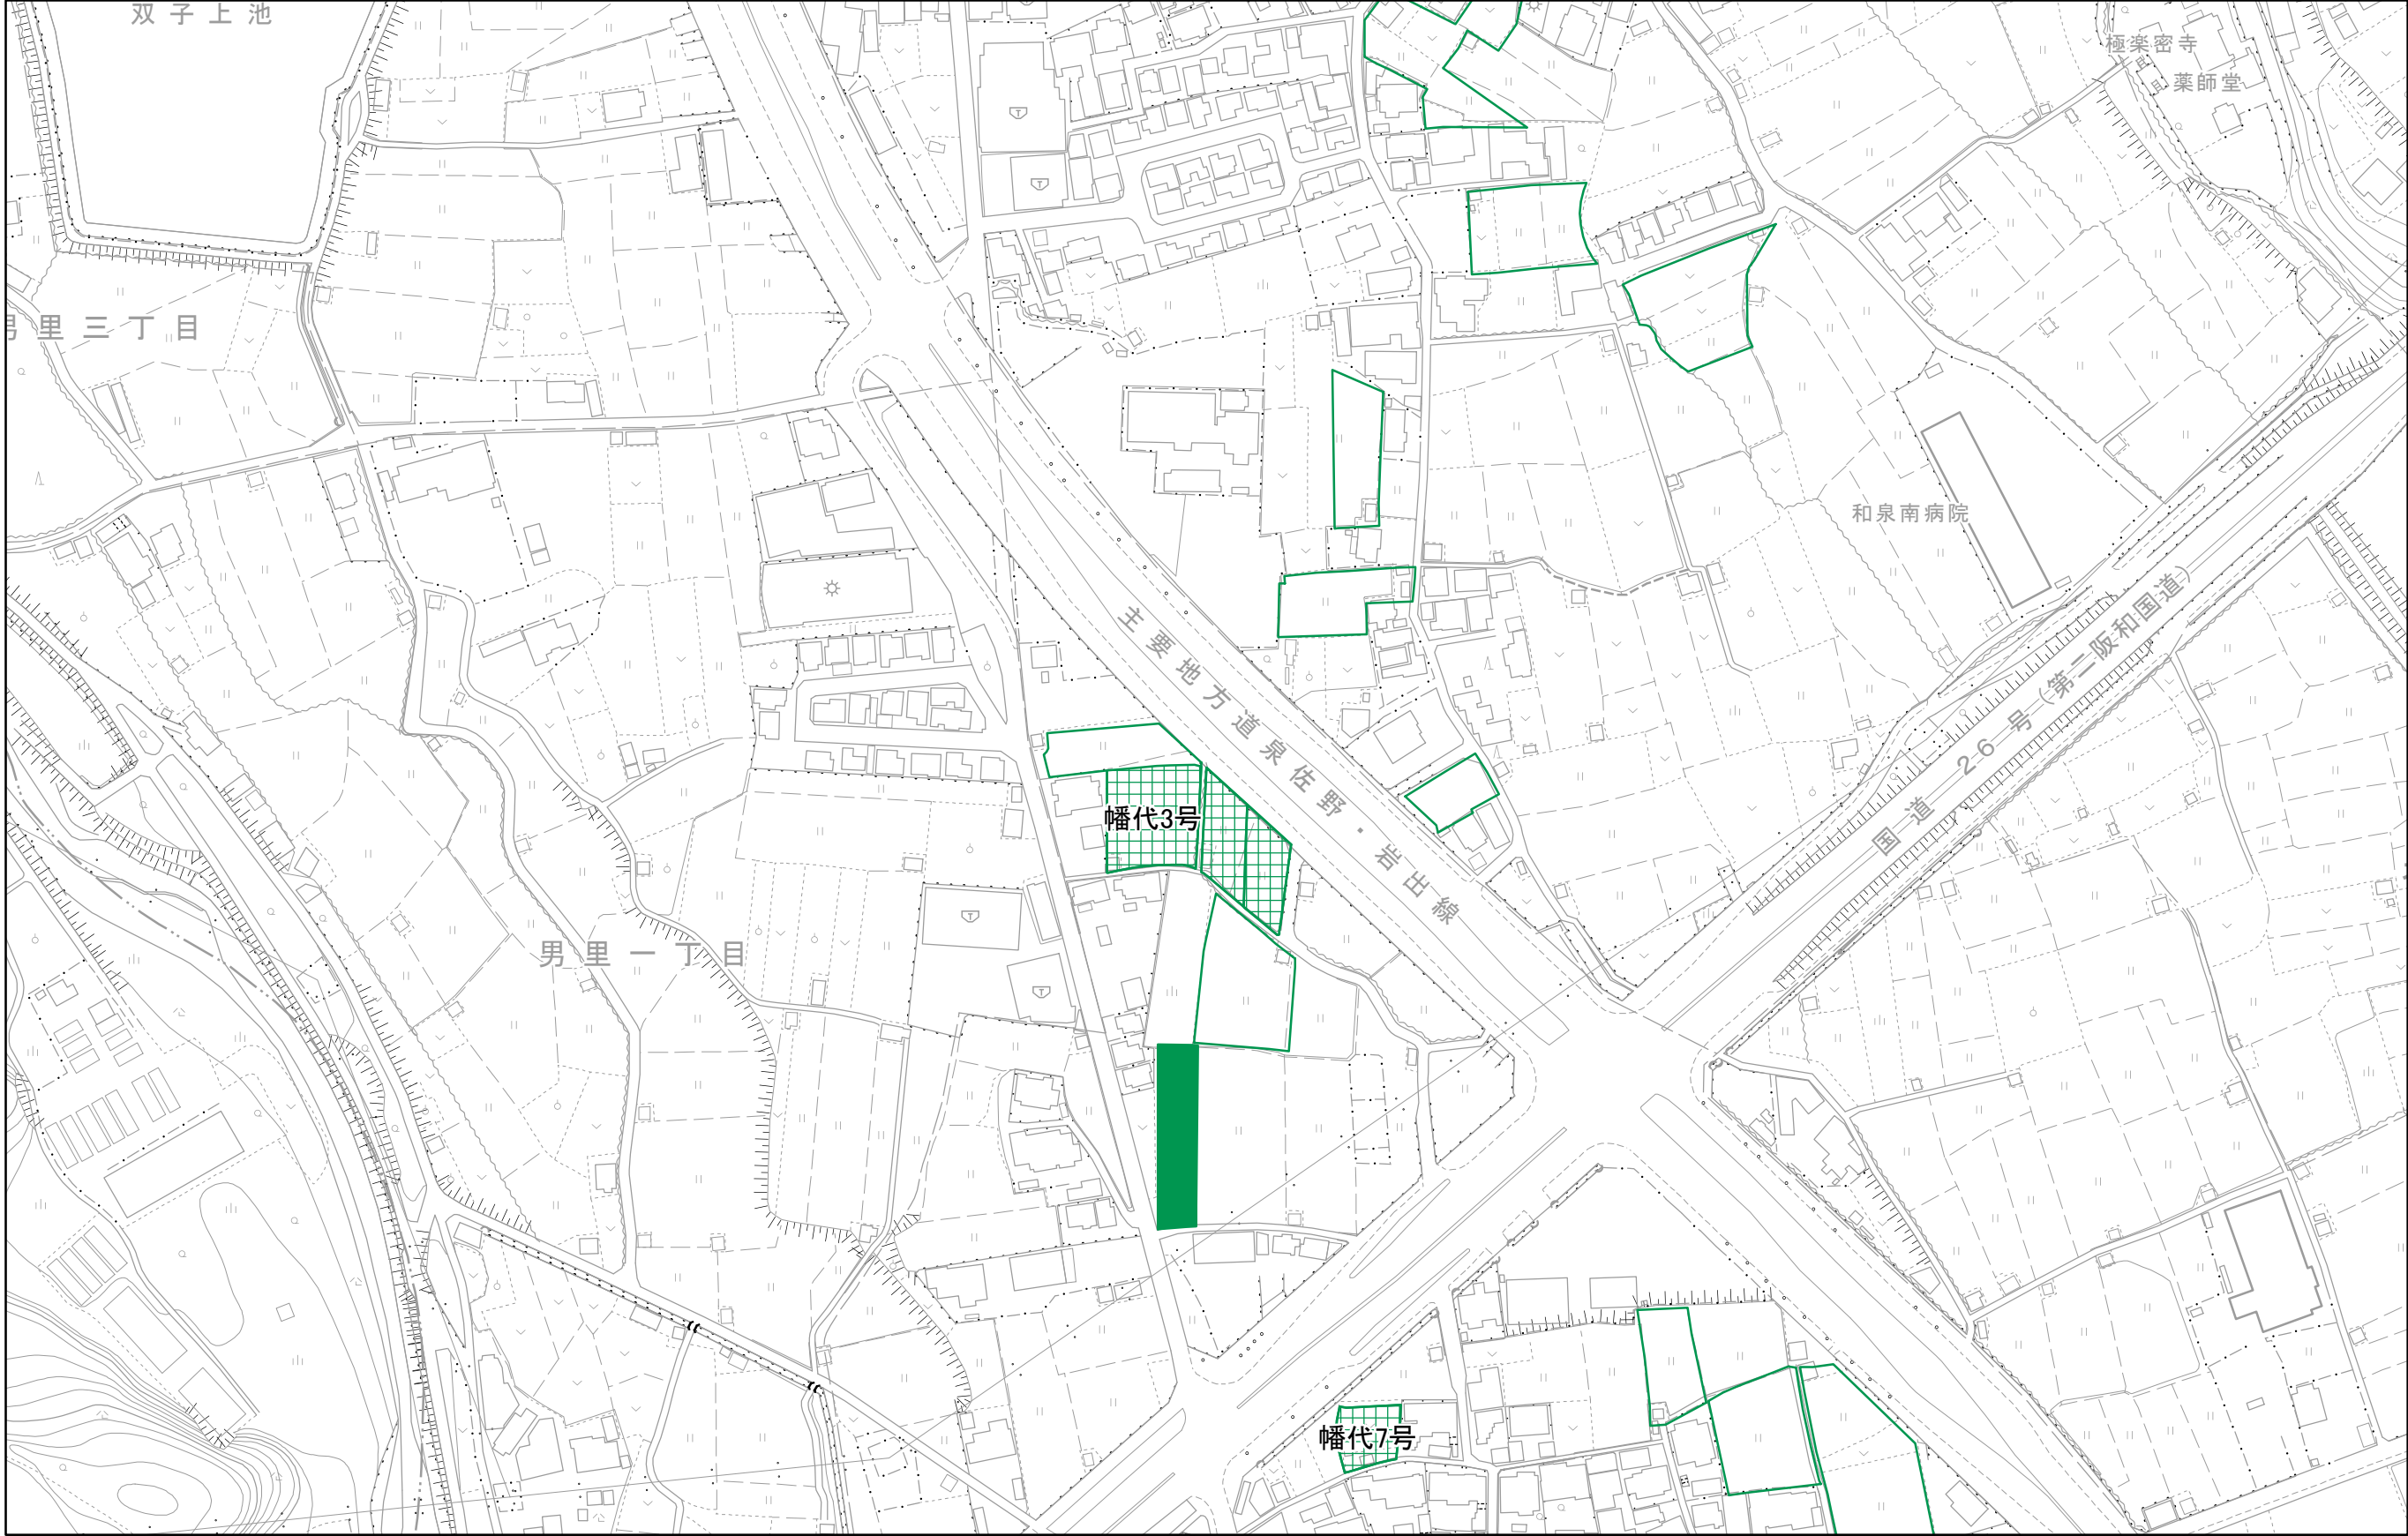 双子上池
極楽密寺
薬師堂
男里三丁目
和泉南病院
主要地方道泉佐野・岩出線
国道26号(第二阪和国道)
幡代3号
男里一丁目
幡代7号